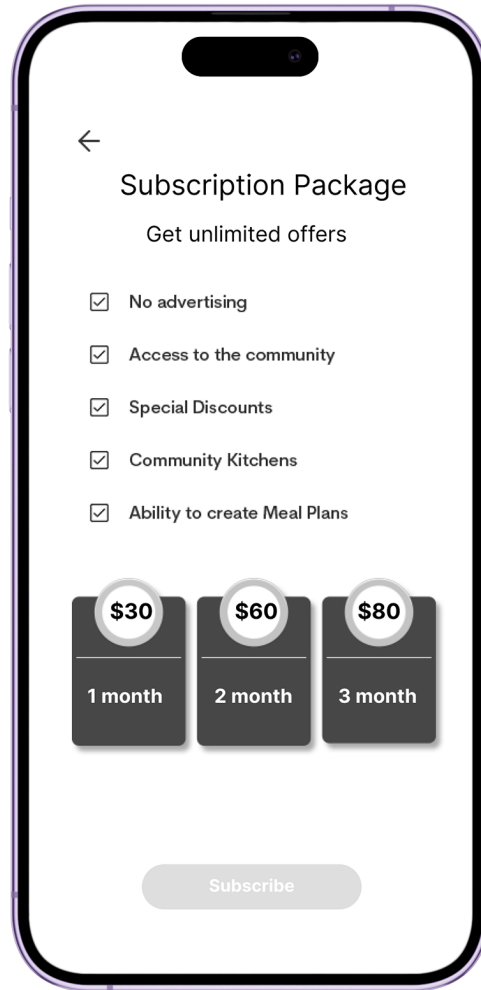 Subscription Package
Get unlimited offers
No advertising
Access to the community
Special Discounts
Community Kitchens
Ability to create Meal Plans
$30 $60 $80
1 month 2 month 3 month
Subscribe